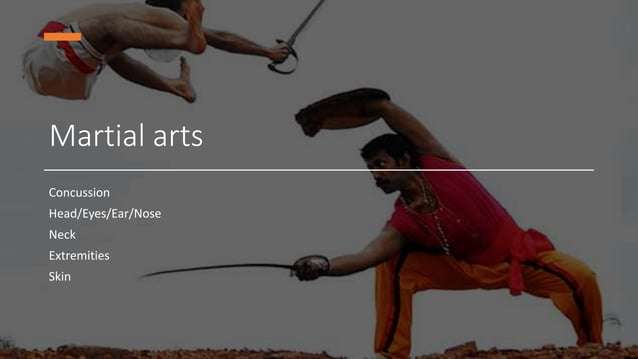 Martial arts
Concussion
Head/Eyes/Ear/Nose
Neck
Extremities
Skin